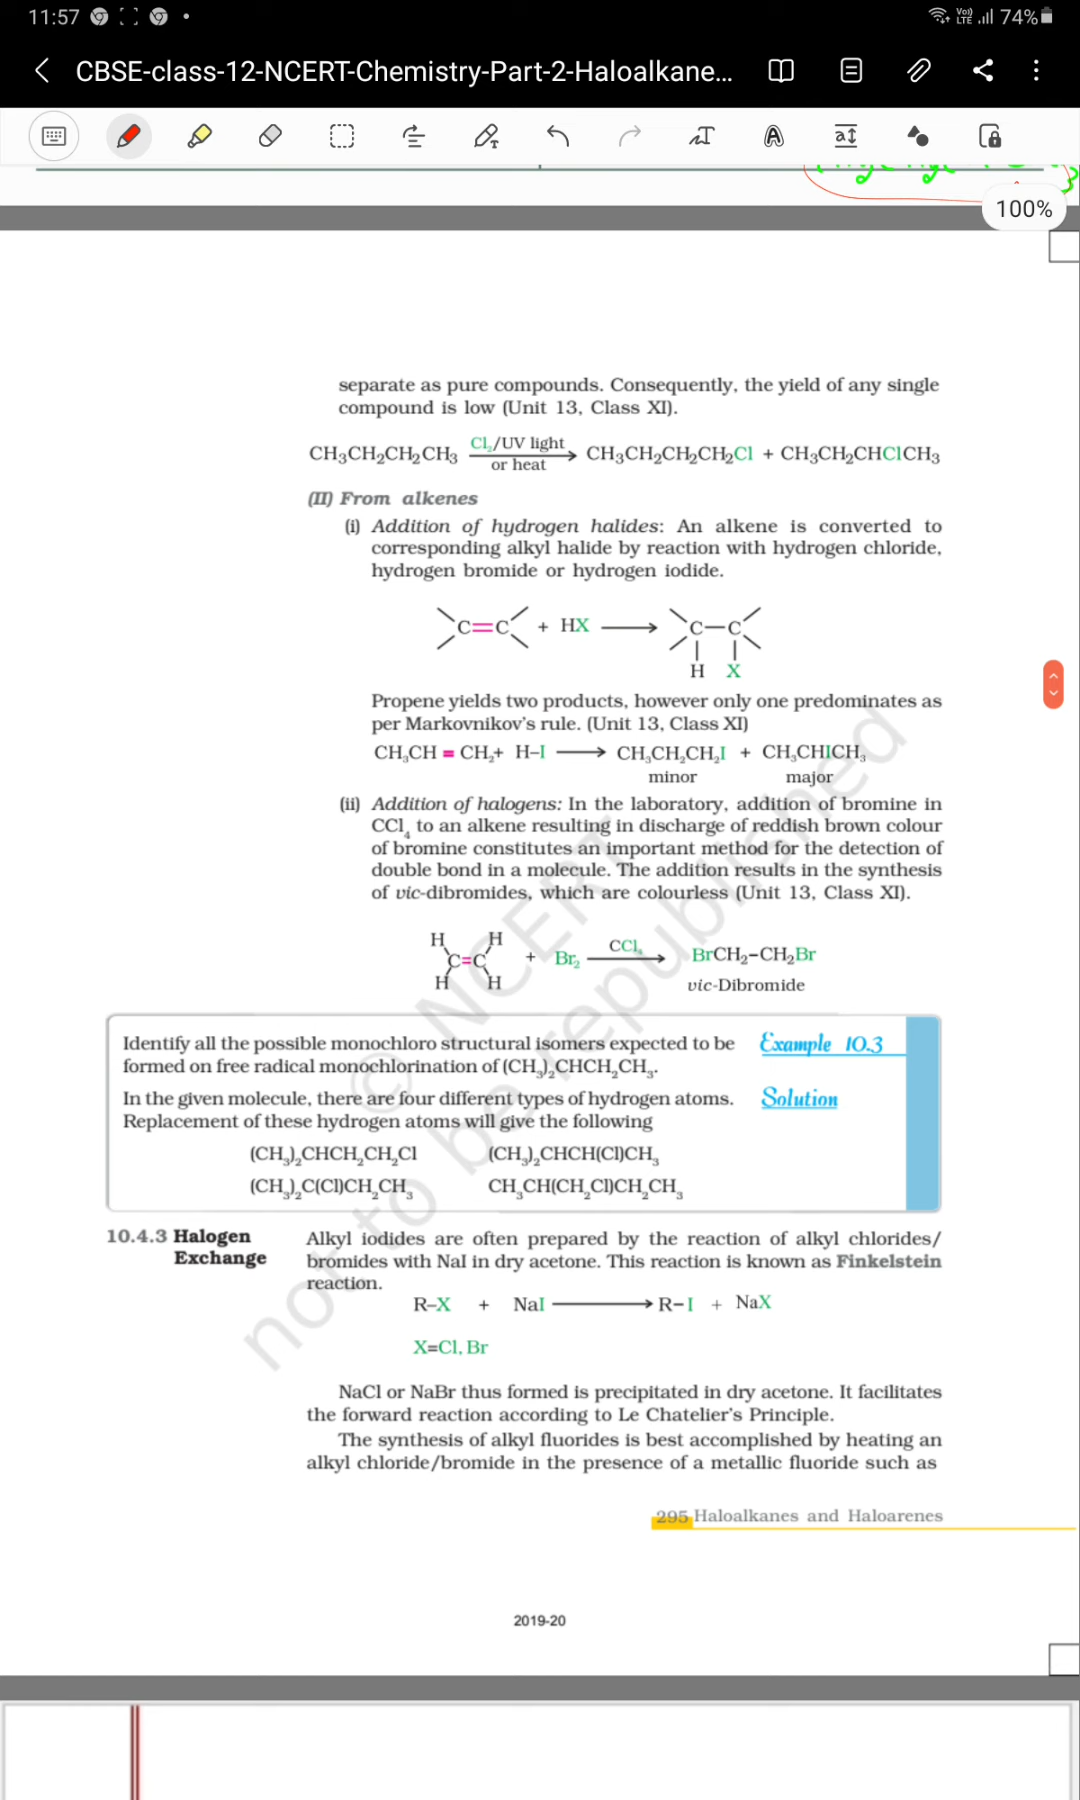 11:57
Vo)) LTE 74%
CBSE-class-12-NCERT-Chemistry-Part-2-Haloalkane...
100%
separate as pure compounds. Consequently, the yield of any single
compound is low (Unit 13, Class XI).
CH₃CH₂CH₂CH₃ Cl₂/UV light or heat → CH₃CH₂CH₂CH₂Cl + CH₃CH₂CHClCH₃
(II) From alkenes
(i) Addition of hydrogen halides: An alkene is converted to
corresponding alkyl halide by reaction with hydrogen chloride,
hydrogen bromide or hydrogen iodide.
C=C + HX → C–C
H X
Propene yields two products, however only one predominates as
per Markovnikov's rule. (Unit 13, Class XI)
CH₃CH = CH₂+ H–I → CH₃CH₂CH₂I + CH₃CHICH₃
minor major
(ii) Addition of halogens: In the laboratory, addition of bromine in
CCl₄ to an alkene resulting in discharge of reddish brown colour
of bromine constitutes an important method for the detection of
double bond in a molecule. The addition results in the synthesis
of vic-dibromides, which are colourless (Unit 13, Class XI).
H H
C=C + Br₂ CCl₄ → BrCH₂–CH₂Br
H H vic-Dibromide
Identify all the possible monochloro structural isomers expected to be Example 10.3
formed on free radical monochlorination of (CH₃)₂CHCH₂CH₃.
In the given molecule, there are four different types of hydrogen atoms. Solution
Replacement of these hydrogen atoms will give the following
(CH₃)₂CHCH₂CH₂Cl (CH₃)₂CHCH(Cl)CH₃
(CH₃)₂C(Cl)CH₂CH₃ CH₃CH(CH₂Cl)CH₂CH₃
10.4.3 Halogen Exchange
Alkyl iodides are often prepared by the reaction of alkyl chlorides/
bromides with NaI in dry acetone. This reaction is known as Finkelstein
reaction.
R–X + NaI → R–I + NaX
X=Cl, Br
NaCl or NaBr thus formed is precipitated in dry acetone. It facilitates
the forward reaction according to Le Chatelier's Principle.
The synthesis of alkyl fluorides is best accomplished by heating an
alkyl chloride/bromide in the presence of a metallic fluoride such as
295 Haloalkanes and Haloarenes
2019-20
© NCERT
not to be republished